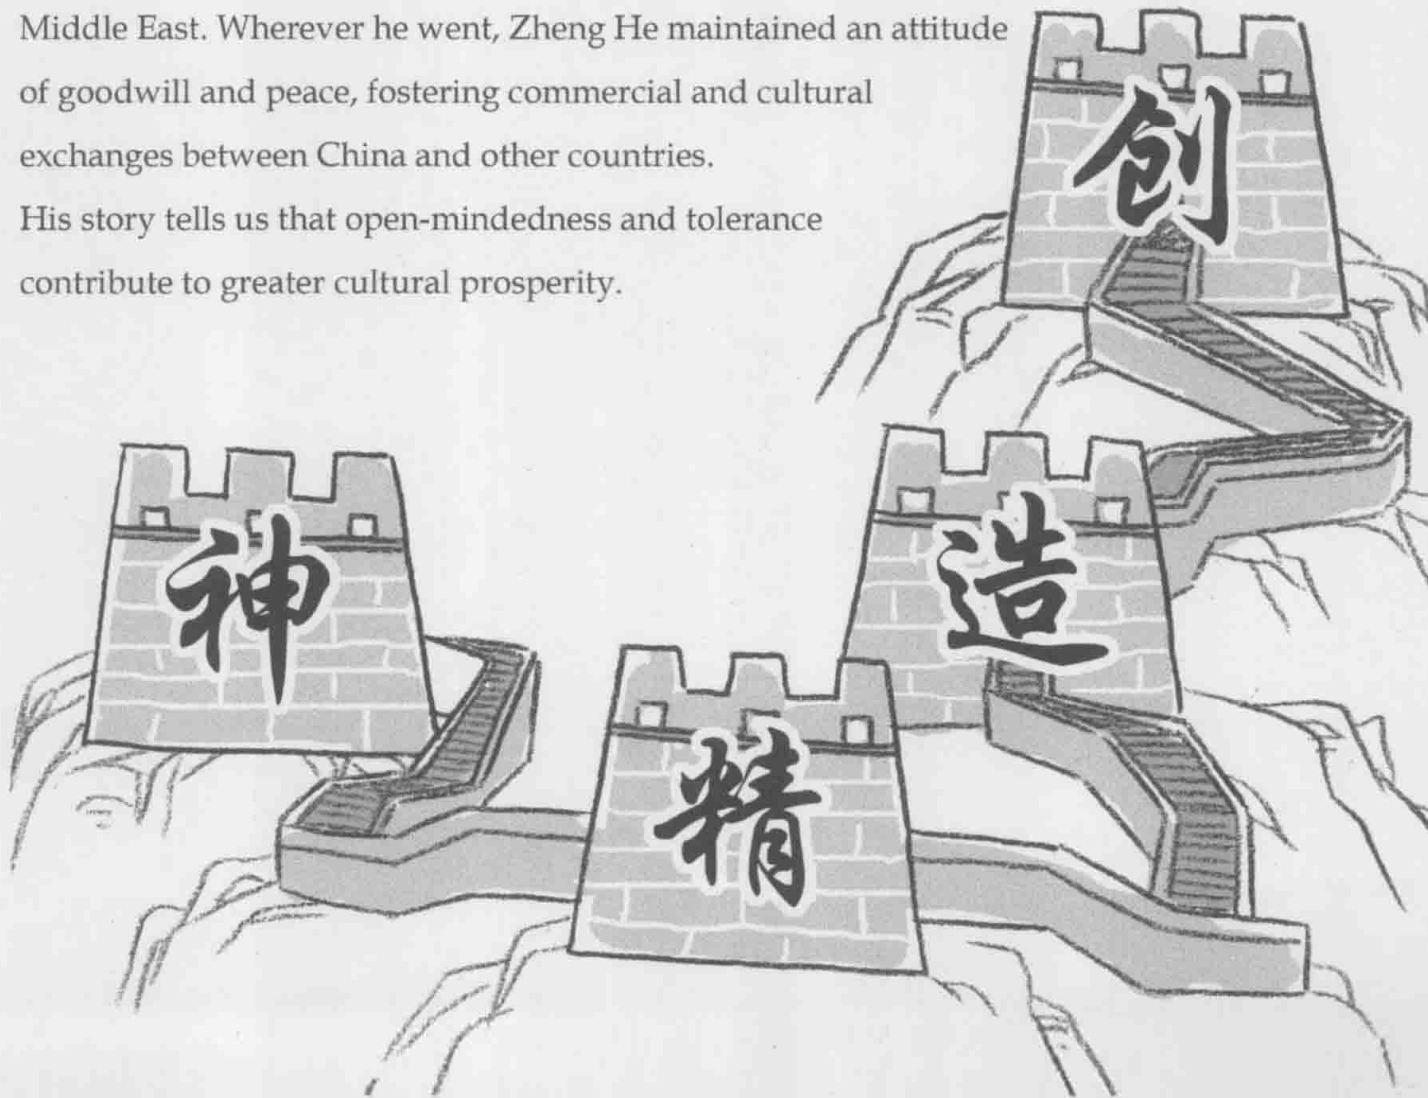 Middle East. Wherever he went, Zheng He maintained an attitude
of goodwill and peace, fostering commercial and cultural
exchanges between China and other countries.
His story tells us that open-mindedness and tolerance
contribute to greater cultural prosperity.
创
造
精
神